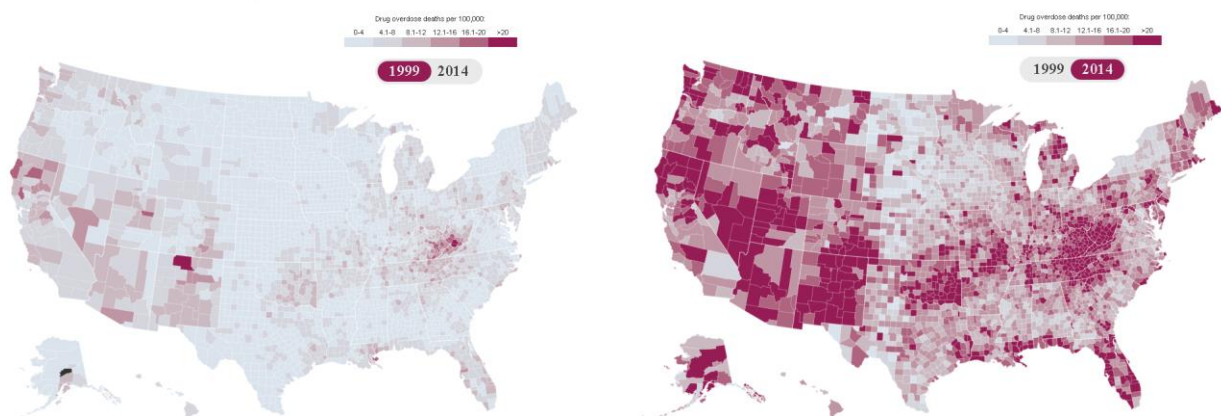 Drug overdose deaths per 100,000:
0-4 4.1-8 8.1-12 12.1-16 16.1-20 >20
1999 2014
Drug overdose deaths per 100,000:
0-4 4.1-8 8.1-12 12.1-16 16.1-20 >20
1999 2014